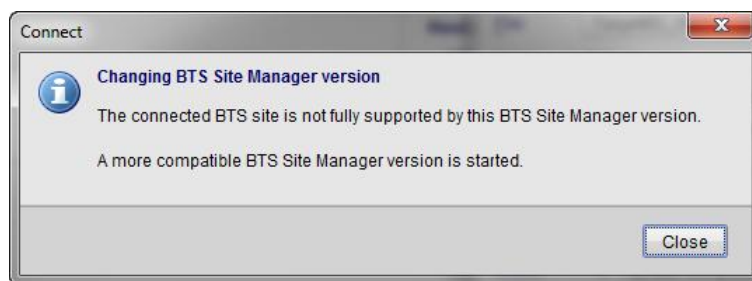 Connect
Changing BTS Site Manager version
The connected BTS site is not fully supported by this BTS Site Manager version.
A more compatible BTS Site Manager version is started.
Close